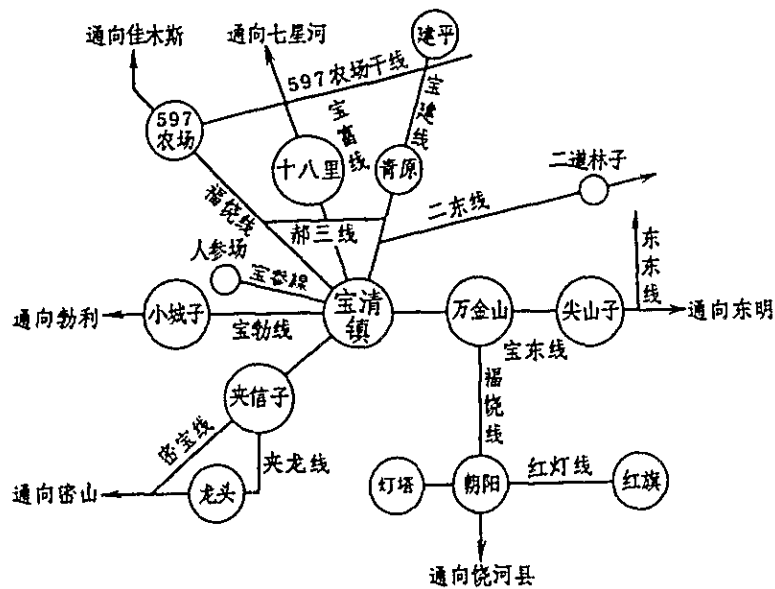 通向佳木斯
通向七星河
建平
597农场干线
597
农场
宝富线
宝建线
十八里
青原
二道林子
福饶线
二东线
郝三线
人参场
宝参線
东东线
通向勃利
小城子
宝勃线
宝清
镇
万金山
尖山子
通向东明
宝东线
夹信子
福饶线
密宝线
夹龙线
通向密山
龙头
灯塔
朝阳
红灯线
红旗
通向饶河县